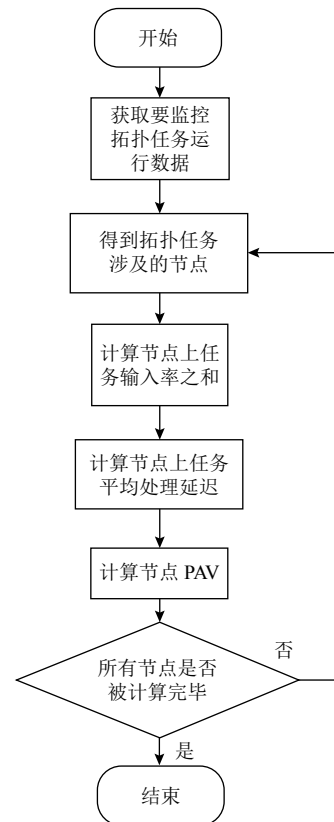 开始
获取要监控
拓扑任务运
行数据
得到拓扑任务
涉及的节点
计算节点上任
务输入率之和
计算节点上任务
平均处理延迟
计算节点 PAV
所有节点是否
被计算完毕
否
是
结束